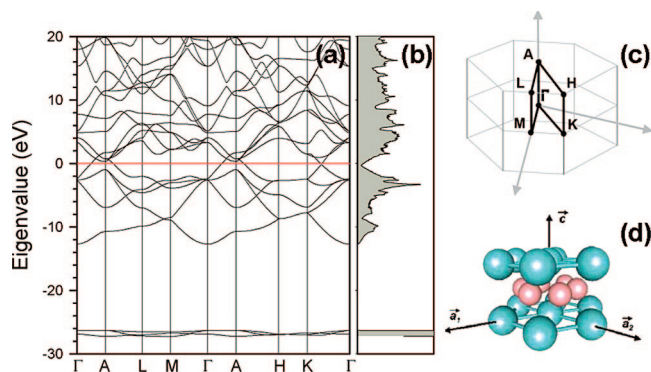 (a)
(b)
(c)
(d)
Eigenvalue (eV)
20
10
0
-10
-20
-30
Γ A L M Γ A H K Γ
A
L
H
Γ
M
K
c
a₁
a₂